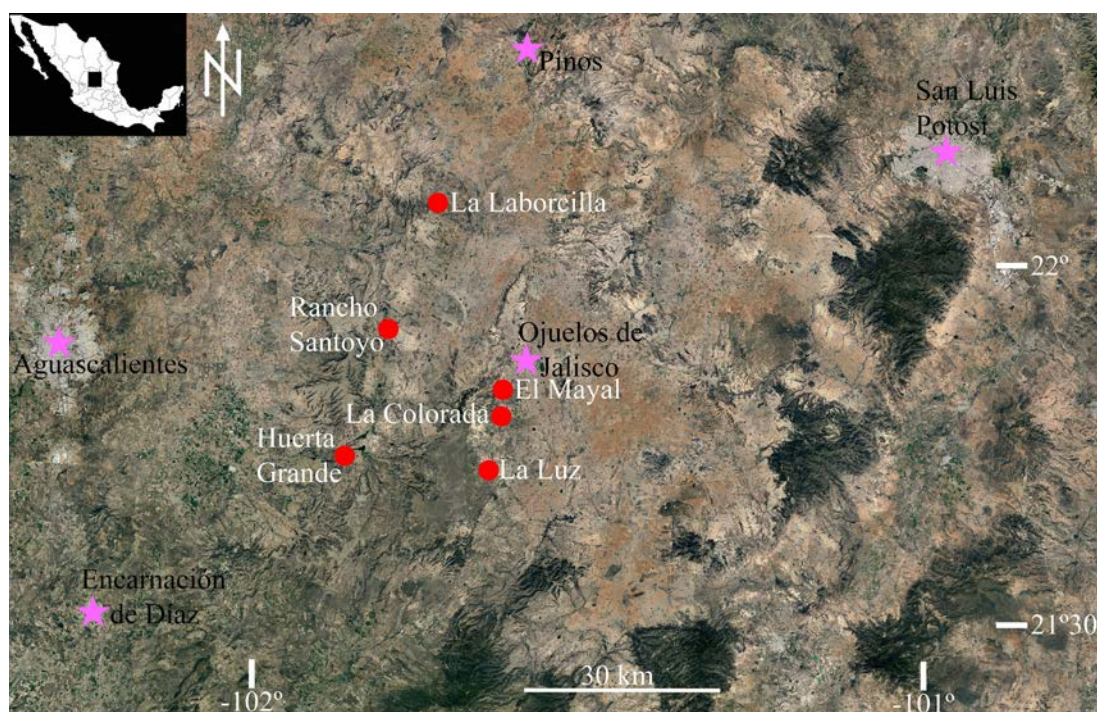 N
Pinos
San Luis
Potosí
La Laborcilla
22º
Rancho
Santoyo
Ojuelos de
Jalisco
Aguascalientes
El Mayal
La Colorada
Huerta
Grande
La Luz
Encarnación
de Díaz
21º30
30 km
-102º
-101º